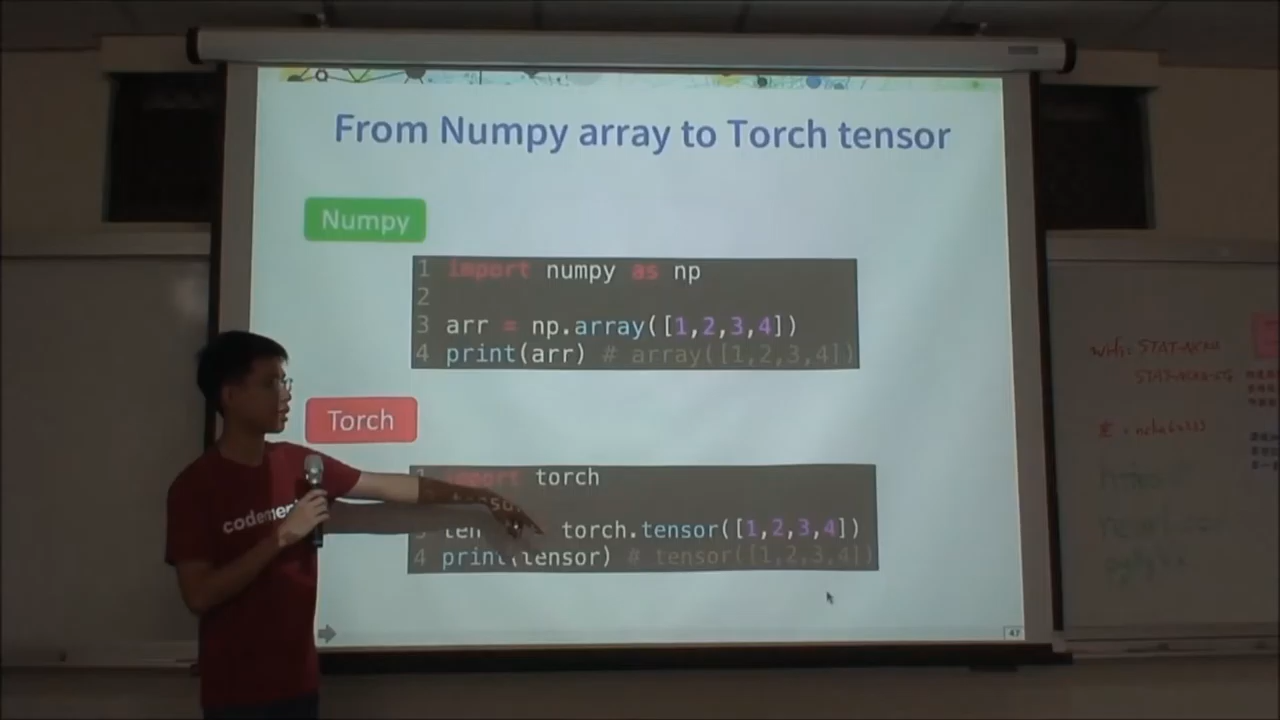 From Numpy array to Torch tensor
Numpy
1 import numpy as np
2
3 arr = np.array([1,2,3,4])
4 print(arr) # array([1,2,3,4])
Torch
import torch
torch.tensor([1,2,3,4])
4 print(tensor) # tensor([1,2,3,4])
47